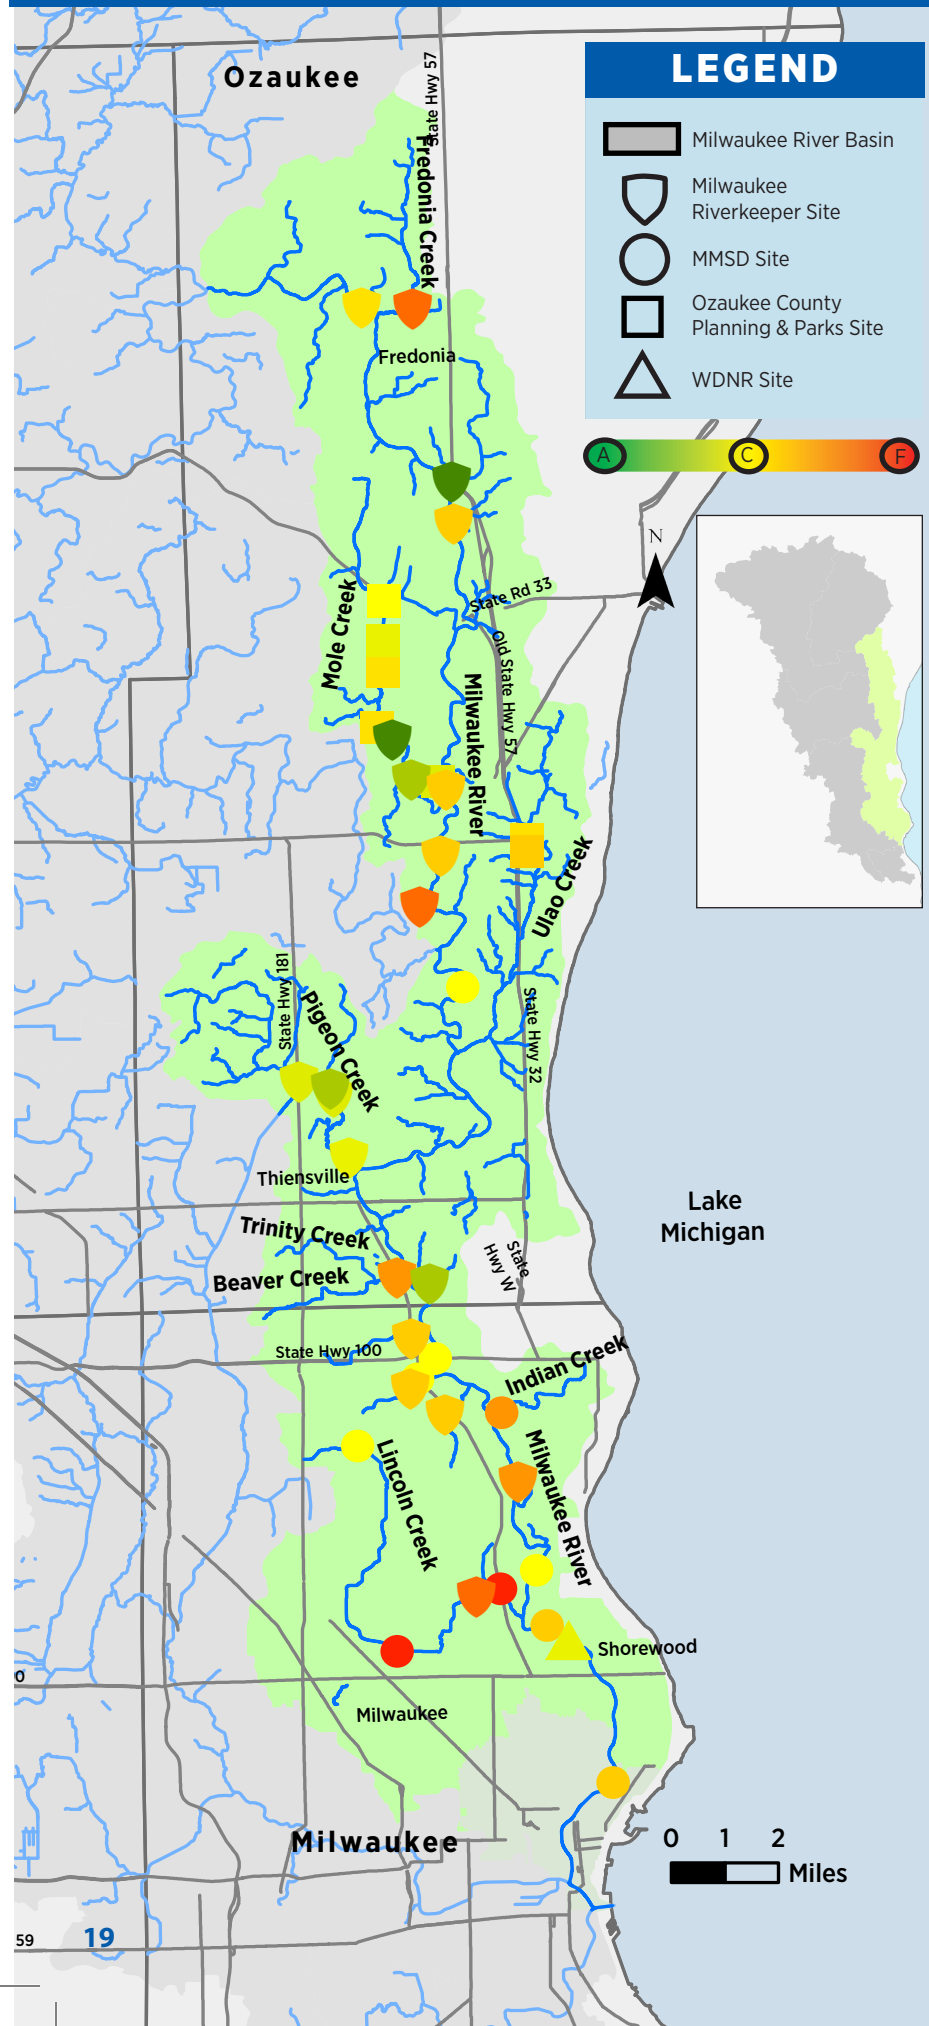 Ozaukee
State Hwy 57
LEGEND
Milwaukee River Basin
Milwaukee
Riverkeeper Site
MMSD Site
Ozaukee County
Planning & Parks Site
WDNR Site
A
C
F
Fredonia Creek
Fredonia
N
State Rd 33
Mole Creek
Old State Hwy 57
Milwaukee River
Ulao Creek
State Hwy 181
Pigeon Creek
State Hwy 32
Thiensville
Lake
Michigan
Trinity Creek
State
Hwy W
Beaver Creek
State Hwy 100
Indian Creek
Lincoln Creek
Milwaukee River
Shorewood
0
Milwaukee
Milwaukee
0 1 2
Miles
59
19